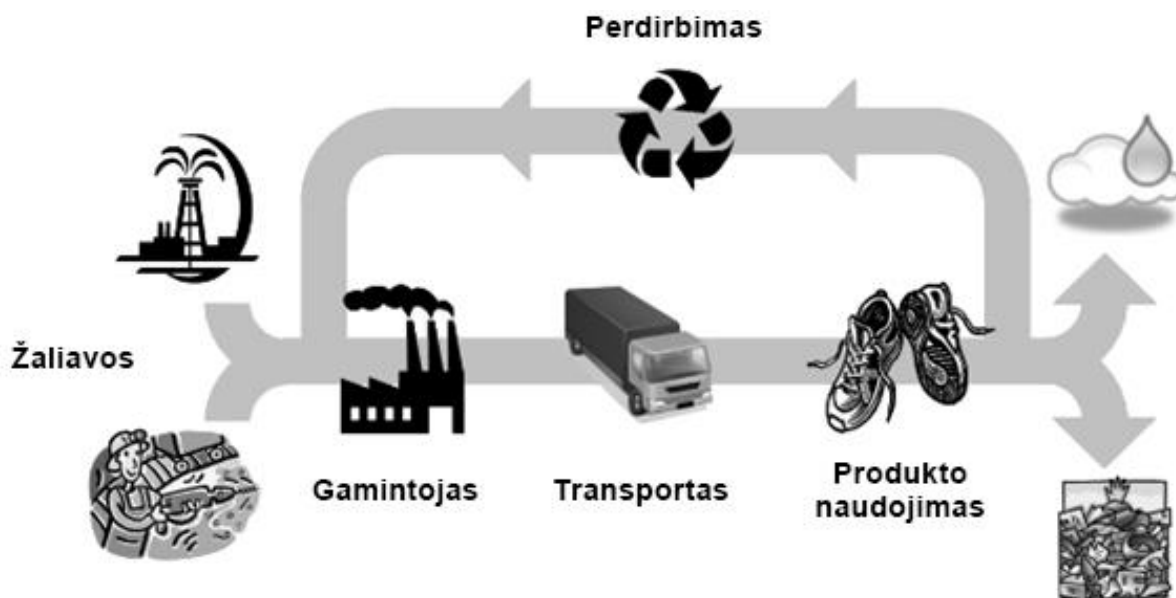 Perdirbimas
Žaliavos
Gamintojas
Transportas
Produkto
naudojimas